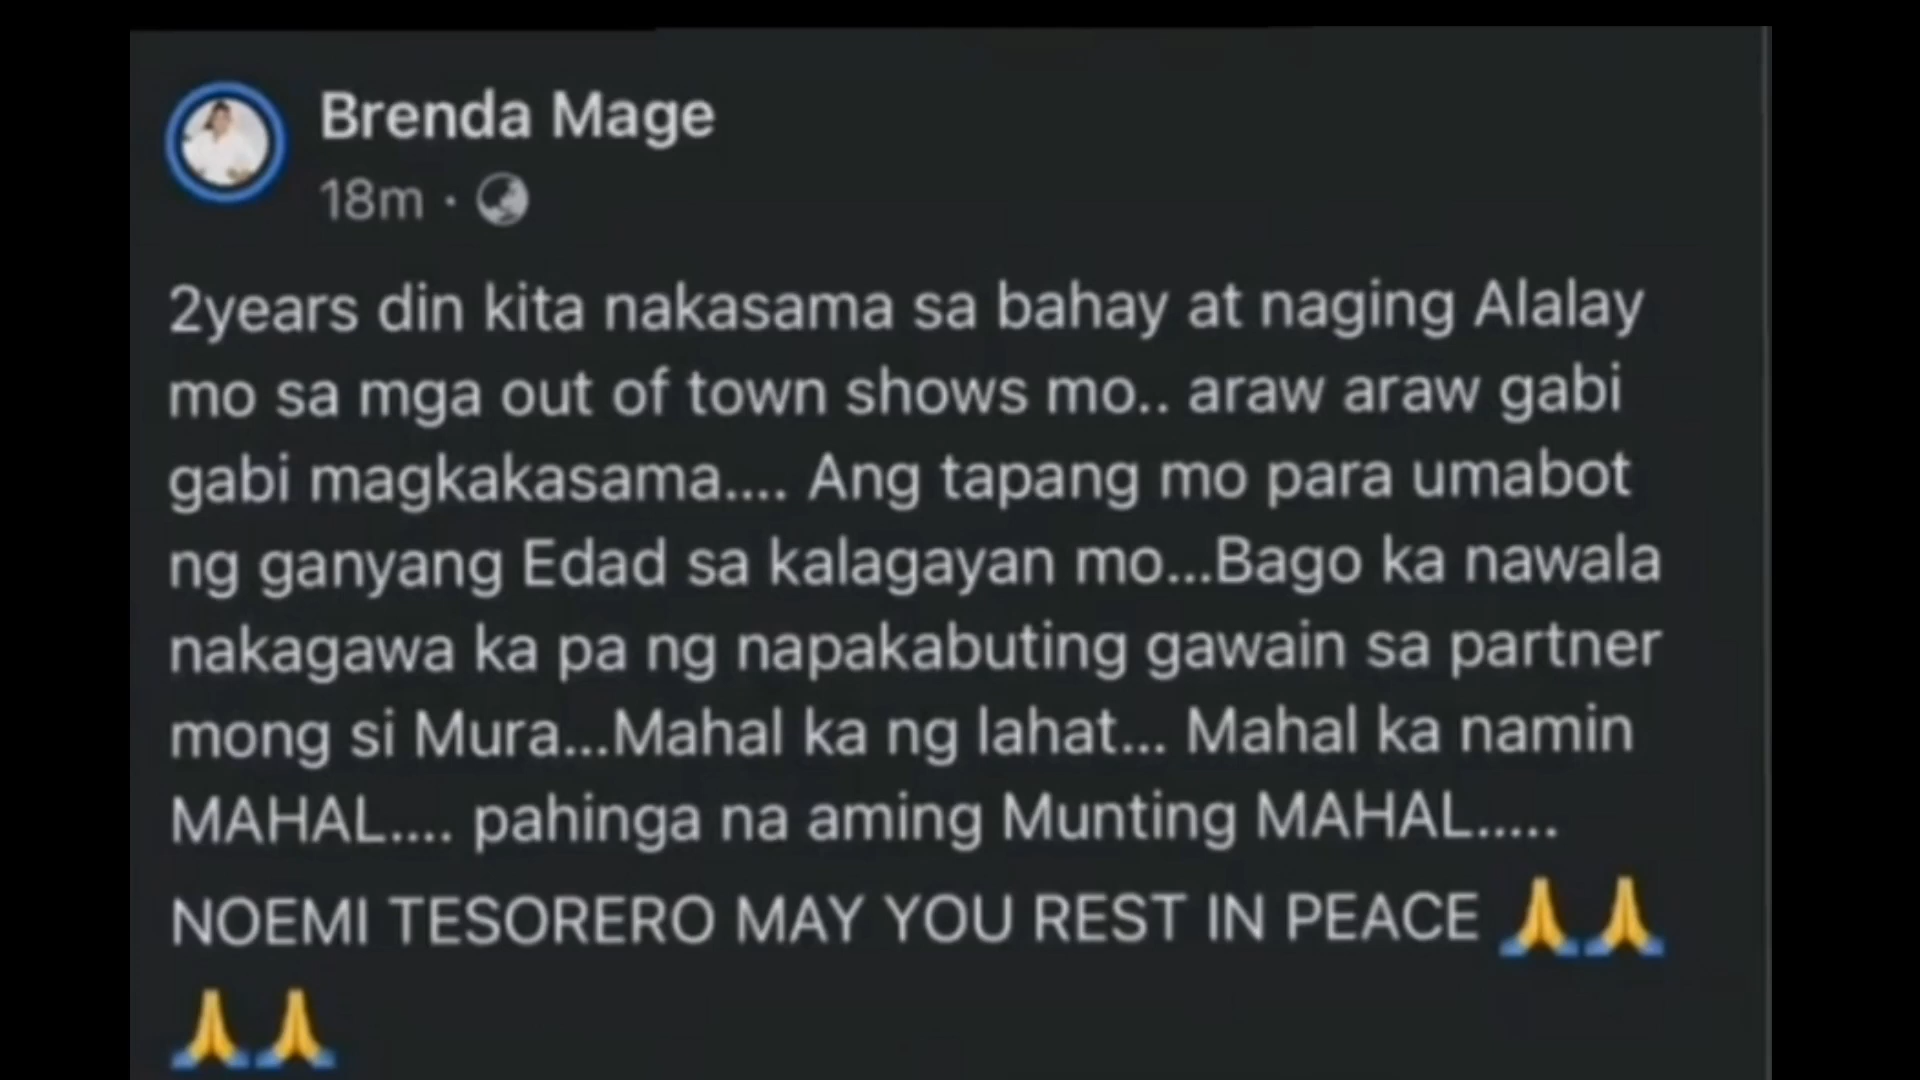 Brenda Mage
18m ·
2years din kita nakasama sa bahay at naging Alalay
mo sa mga out of town shows mo.. araw araw gabi
gabi magkakasama.... Ang tapang mo para umabot
ng ganyang Edad sa kalagayan mo...Bago ka nawala
nakagawa ka pa ng napakabuting gawain sa partner
mong si Mura...Mahal ka ng lahat... Mahal ka namin
MAHAL.... pahinga na aming Munting MAHAL.....
NOEMI TESORERO MAY YOU REST IN PEACE 🙏🙏
🙏🙏